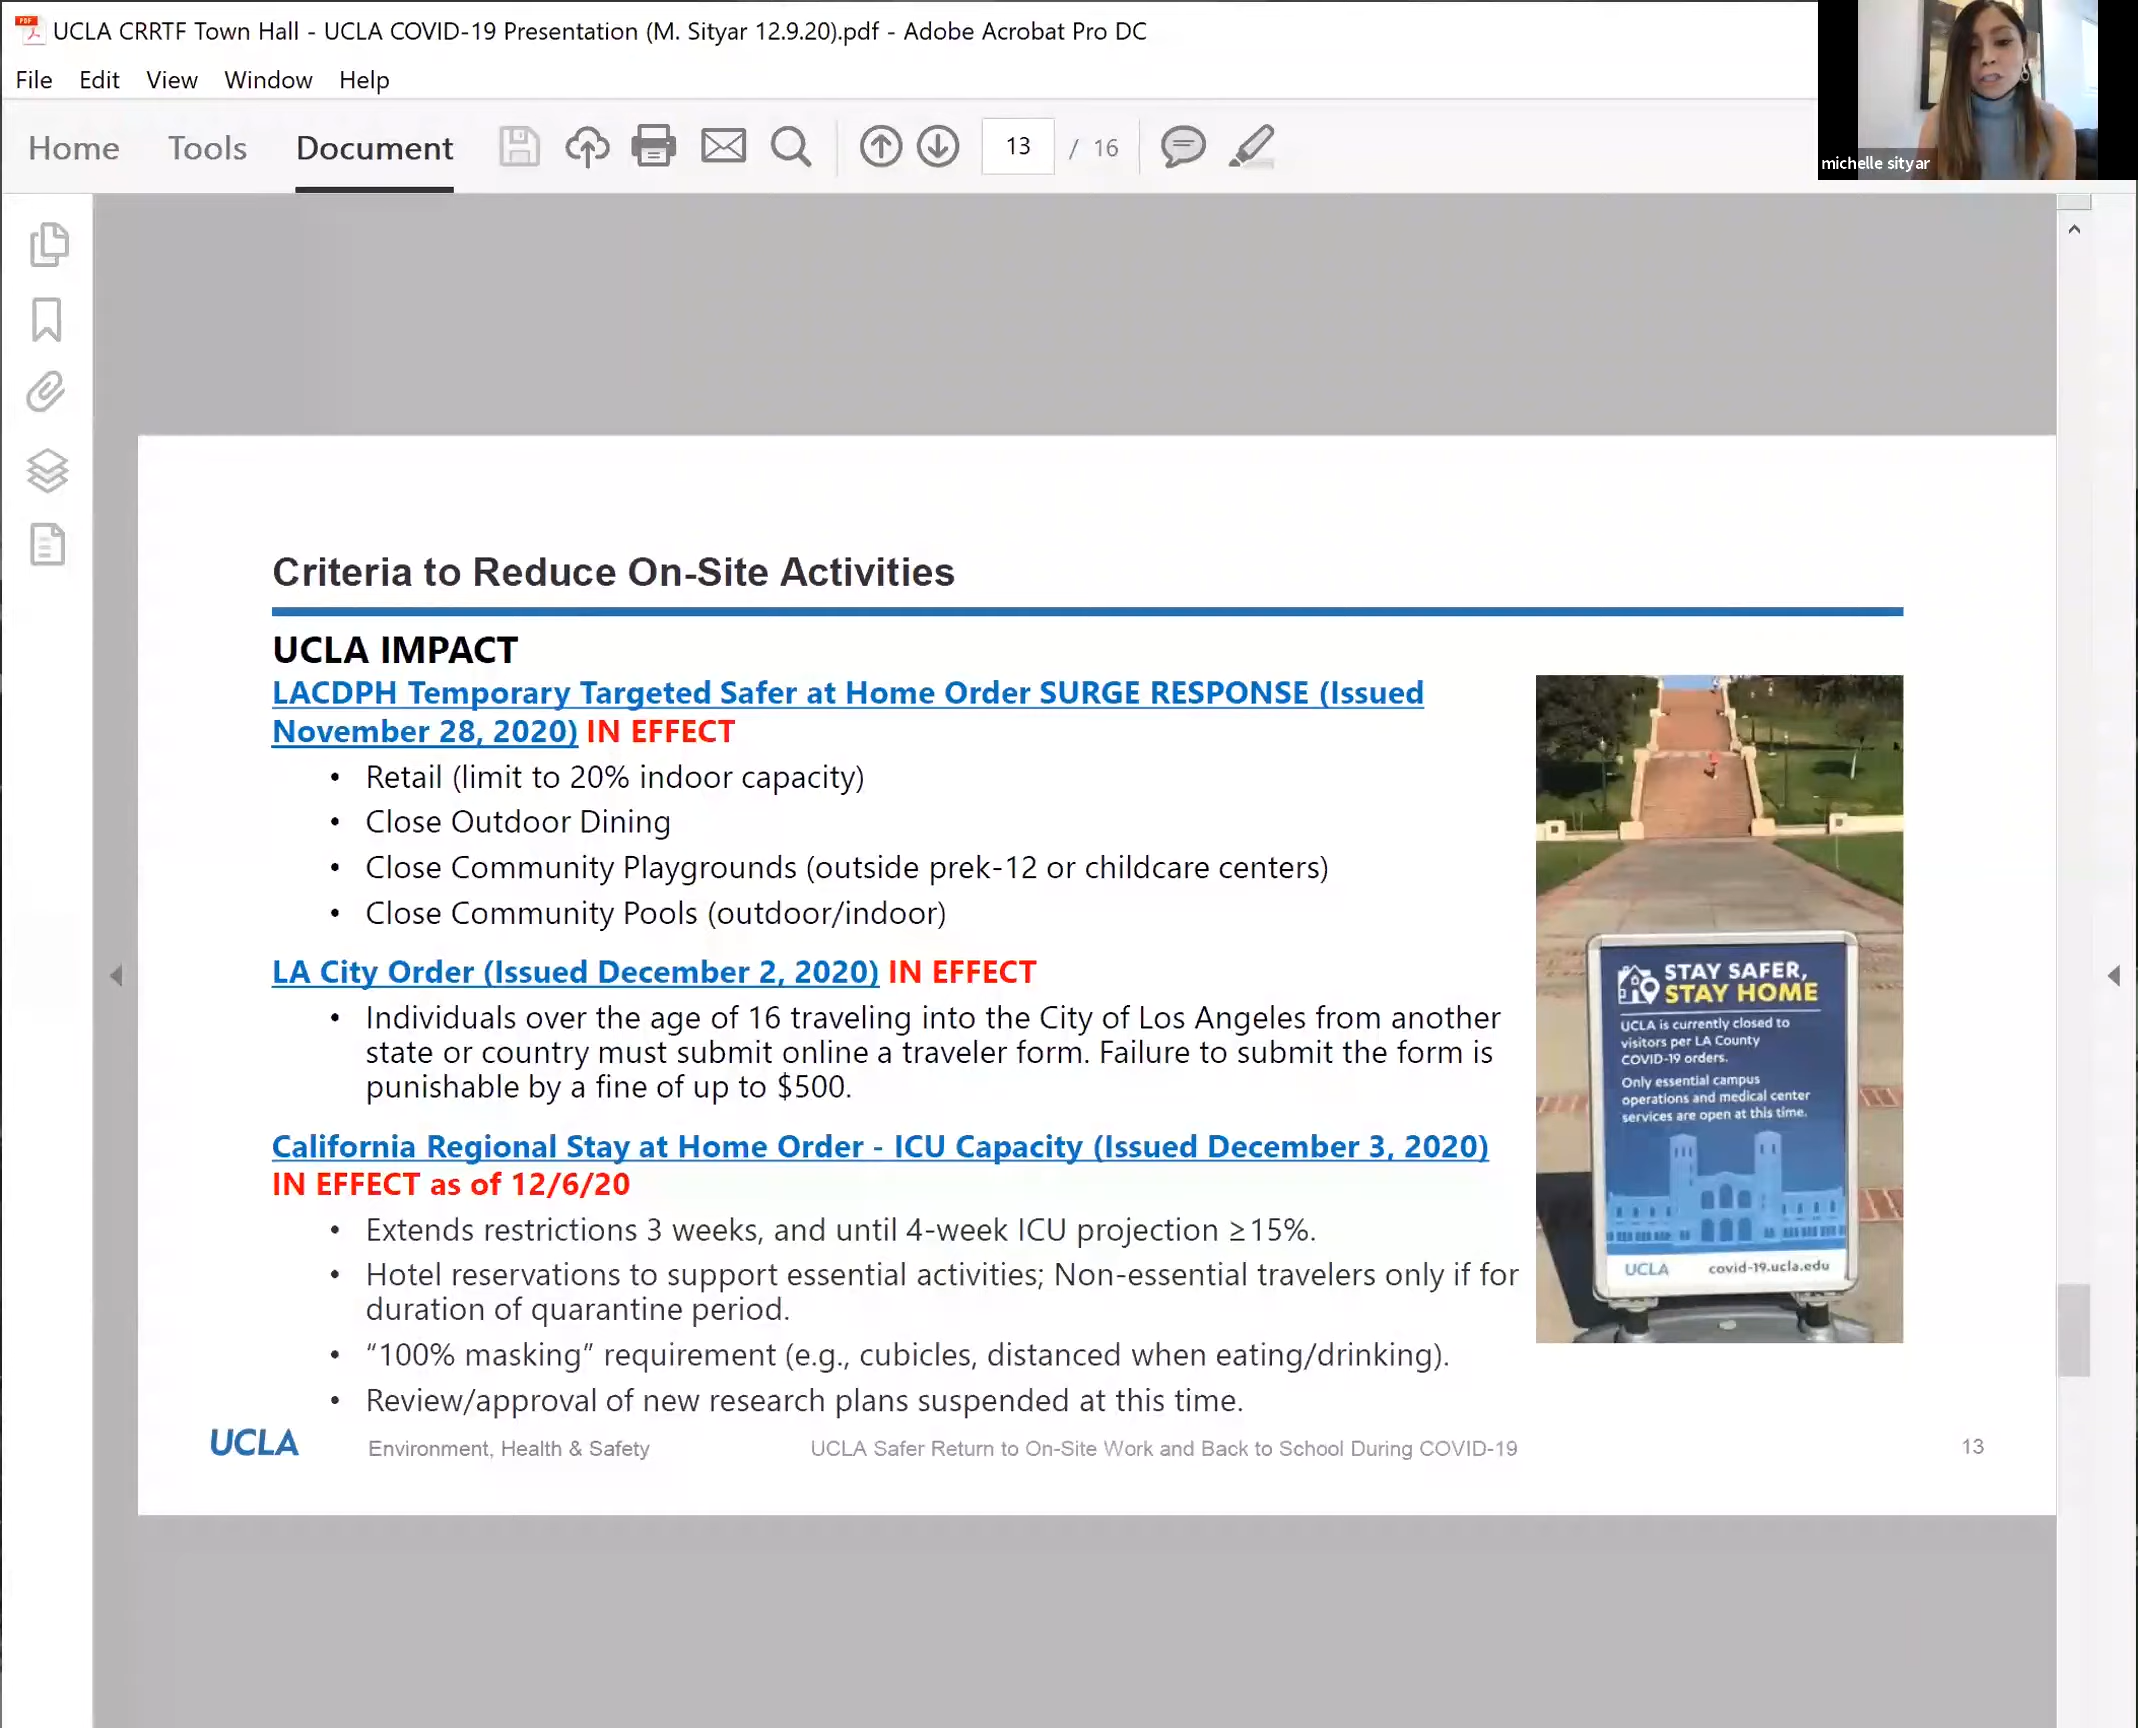 UCLA CRRTF Town Hall - UCLA COVID-19 Presentation (M. Sityar 12.9.20).pdf - Adobe Acrobat Pro DC
File Edit View Window Help
Home Tools Document 13 / 16
michelle sityar
Criteria to Reduce On-Site Activities
UCLA IMPACT
LACDPH Temporary Targeted Safer at Home Order SURGE RESPONSE (Issued
November 28, 2020) IN EFFECT
• Retail (limit to 20% indoor capacity)
• Close Outdoor Dining
• Close Community Playgrounds (outside prek-12 or childcare centers)
• Close Community Pools (outdoor/indoor)
LA City Order (Issued December 2, 2020) IN EFFECT
• Individuals over the age of 16 traveling into the City of Los Angeles from another
state or country must submit online a traveler form. Failure to submit the form is
punishable by a fine of up to $500.
California Regional Stay at Home Order - ICU Capacity (Issued December 3, 2020)
IN EFFECT as of 12/6/20
• Extends restrictions 3 weeks, and until 4-week ICU projection ≥15%.
• Hotel reservations to support essential activities; Non-essential travelers only if for
duration of quarantine period.
• “100% masking” requirement (e.g., cubicles, distanced when eating/drinking).
• Review/approval of new research plans suspended at this time.
STAY SAFER,
STAY HOME
UCLA is currently closed to
visitors per LA County
COVID-19 orders.
Only essential campus
operations and medical center
services are open at this time.
UCLA covid-19.ucla.edu
UCLA Environment, Health & Safety UCLA Safer Return to On-Site Work and Back to School During COVID-19 13